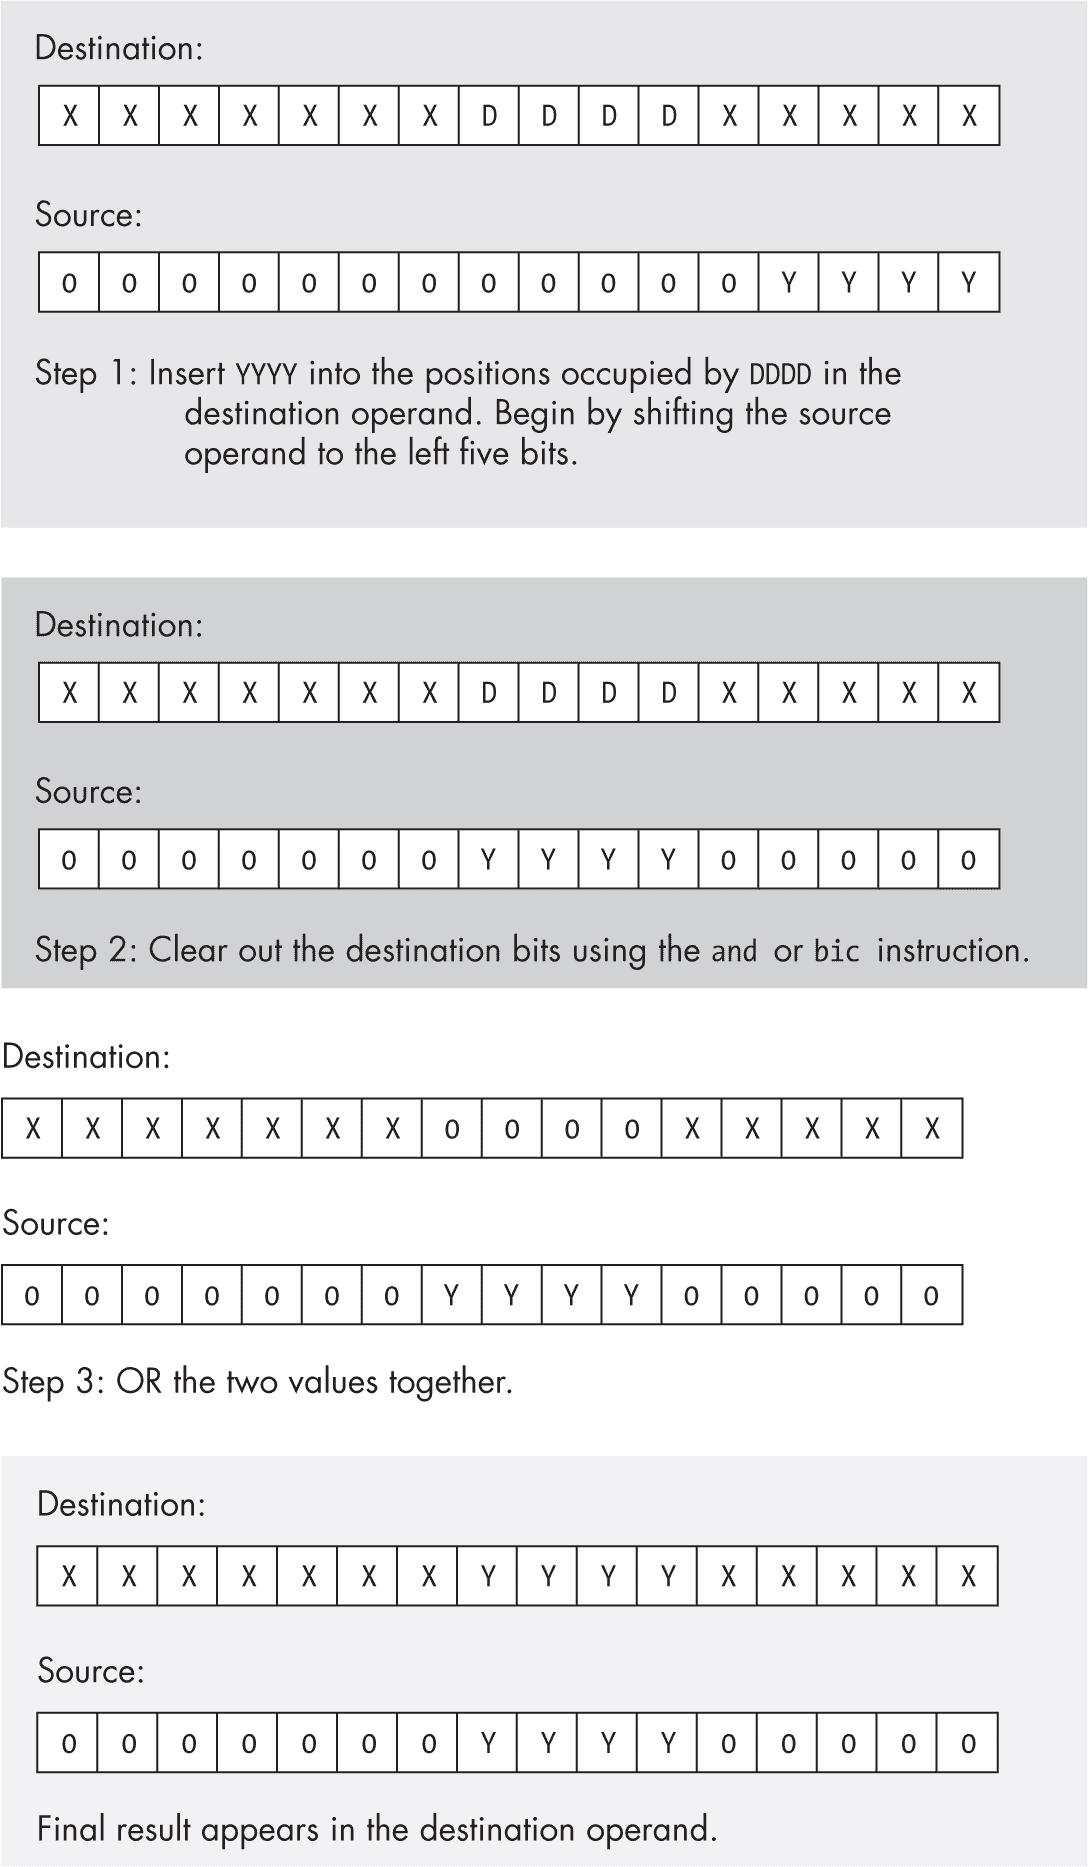 Destination:
X X X X X X X D D D D X X X X X
Source:
0 0 0 0 0 0 0 0 0 0 0 0 Y Y Y Y
Step 1: Insert YYYY into the positions occupied by DDDD in the
destination operand. Begin by shifting the source
operand to the left five bits.
Destination:
X X X X X X X D D D D X X X X X
Source:
0 0 0 0 0 0 0 Y Y Y Y 0 0 0 0 0
Step 2: Clear out the destination bits using the and or bic instruction.
Destination:
X X X X X X X 0 0 0 0 X X X X X
Source:
0 0 0 0 0 0 0 Y Y Y Y 0 0 0 0 0
Step 3: OR the two values together.
Destination:
X X X X X X X Y Y Y Y X X X X X
Source:
0 0 0 0 0 0 0 Y Y Y Y 0 0 0 0 0
Final result appears in the destination operand.